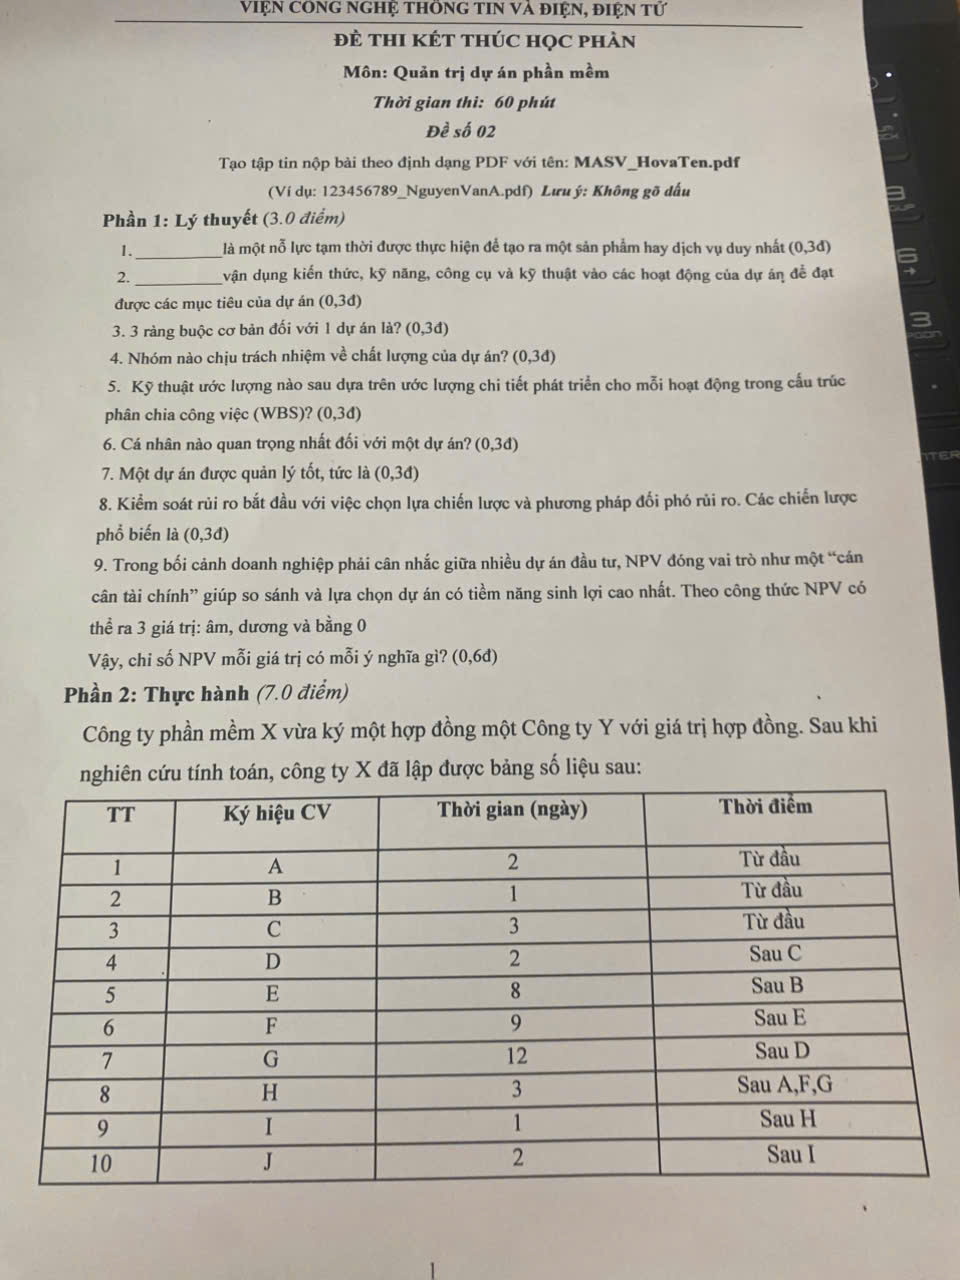 VIỆN CÔNG NGHỆ THÔNG TIN VÀ ĐIỆN, ĐIỆN TỬ
ĐỀ THI KẾT THÚC HỌC PHẦN
Môn: Quản trị dự án phần mềm
Thời gian thi: 60 phút
Đề số 02
Tạo tập tin nộp bài theo định dạng PDF với tên: MASV_HovaTen.pdf
(Ví dụ: 123456789_NguyenVanA.pdf) Lưu ý: Không gõ dấu
Phần 1: Lý thuyết (3.0 điểm)
1. __________là một nỗ lực tạm thời được thực hiện để tạo ra một sản phẩm hay dịch vụ duy nhất (0,3đ)
2. __________vận dụng kiến thức, kỹ năng, công cụ và kỹ thuật vào các hoạt động của dự án để đạt
được các mục tiêu của dự án (0,3đ)
3. 3 ràng buộc cơ bản đối với 1 dự án là? (0,3đ)
4. Nhóm nào chịu trách nhiệm về chất lượng của dự án? (0,3đ)
5. Kỹ thuật ước lượng nào sau dựa trên ước lượng chi tiết phát triển cho mỗi hoạt động trong cấu trúc
phân chia công việc (WBS)? (0,3đ)
6. Cá nhân nào quan trọng nhất đối với một dự án? (0,3đ)
7. Một dự án được quản lý tốt, tức là (0,3đ)
8. Kiểm soát rủi ro bắt đầu với việc chọn lựa chiến lược và phương pháp đối phó rủi ro. Các chiến lược
phổ biến là (0,3đ)
9. Trong bối cảnh doanh nghiệp phải cân nhắc giữa nhiều dự án đầu tư, NPV đóng vai trò như một “cán
cân tài chính” giúp so sánh và lựa chọn dự án có tiềm năng sinh lợi cao nhất. Theo công thức NPV có
thể ra 3 giá trị: âm, dương và bằng 0
Vậy, chỉ số NPV mỗi giá trị có mỗi ý nghĩa gì? (0,6đ)
Phần 2: Thực hành (7.0 điểm)
Công ty phần mềm X vừa ký một hợp đồng một Công ty Y với giá trị hợp đồng. Sau khi
nghiên cứu tính toán, công ty X đã lập được bảng số liệu sau:
TT Ký hiệu CV Thời gian (ngày) Thời điểm
1 A 2 Từ đầu
2 B 1 Từ đầu
3 C 3 Từ đầu
4 D 2 Sau C
5 E 8 Sau B
6 F 9 Sau E
7 G 12 Sau D
8 H 3 Sau A,F,G
9 I 1 Sau H
10 J 2 Sau I
1
6
3